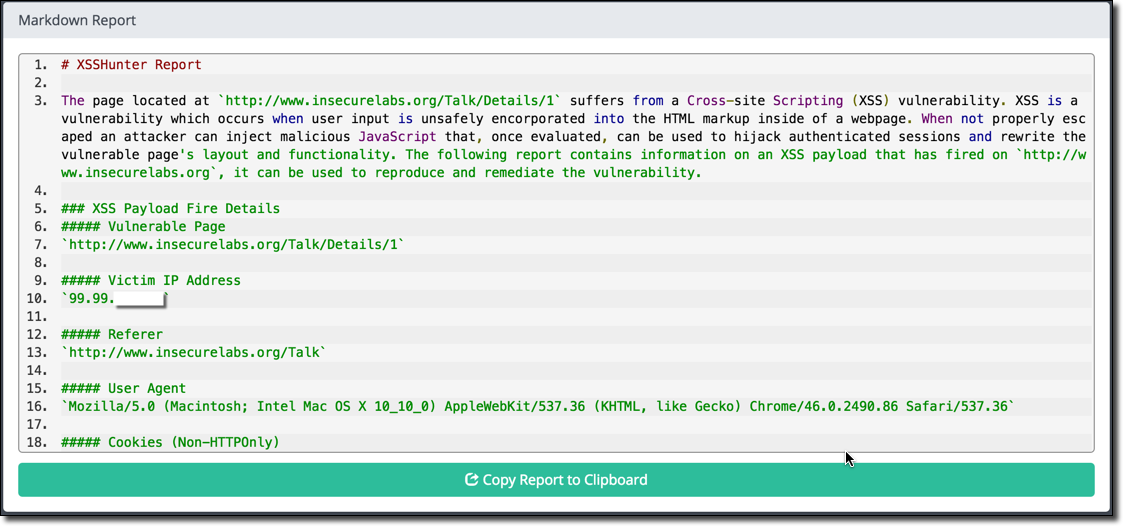 Markdown Report
1. # XSSHunter Report
2.
3. The page located at `http://www.insecurelabs.org/Talk/Details/1` suffers from a Cross-site Scripting (XSS) vulnerability. XSS is a
vulnerability which occurs when user input is unsafely encorporated into the HTML markup inside of a webpage. When not properly esc
aped an attacker can inject malicious JavaScript that, once evaluated, can be used to hijack authenticated sessions and rewrite the
vulnerable page's layout and functionality. The following report contains information on an XSS payload that has fired on `http://w
ww.insecurelabs.org`, it can be used to reproduce and remediate the vulnerability.
4.
5. ### XSS Payload Fire Details
6. ##### Vulnerable Page
7. `http://www.insecurelabs.org/Talk/Details/1`
8.
9. ##### Victim IP Address
10. `99.99. `
11.
12. ##### Referer
13. `http://www.insecurelabs.org/Talk`
14.
15. ##### User Agent
16. `Mozilla/5.0 (Macintosh; Intel Mac OS X 10_10_0) AppleWebKit/537.36 (KHTML, like Gecko) Chrome/46.0.2490.86 Safari/537.36`
17.
18. ##### Cookies (Non-HTTPOnly)
Copy Report to Clipboard